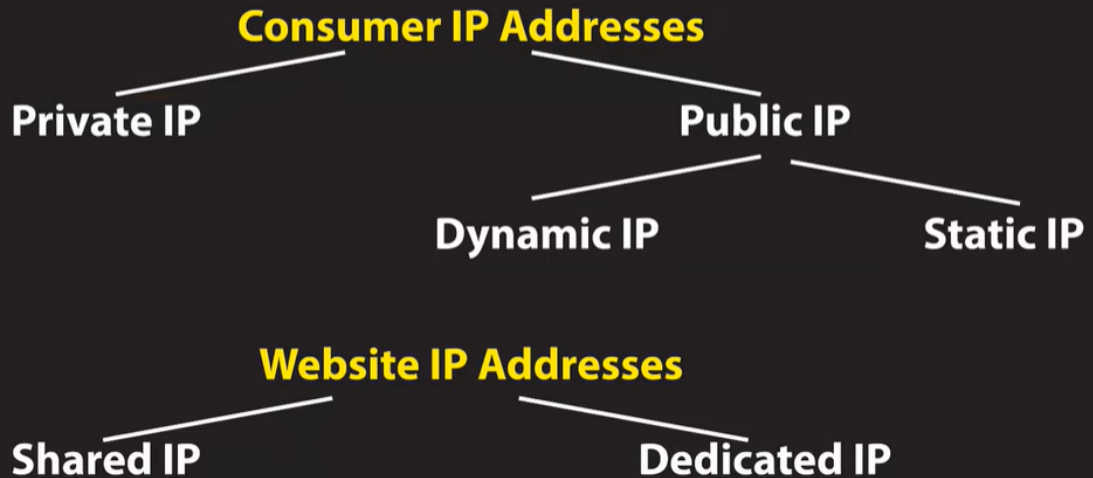 Consumer IP Addresses
Private IP
Public IP
Dynamic IP
Static IP
Website IP Addresses
Shared IP
Dedicated IP